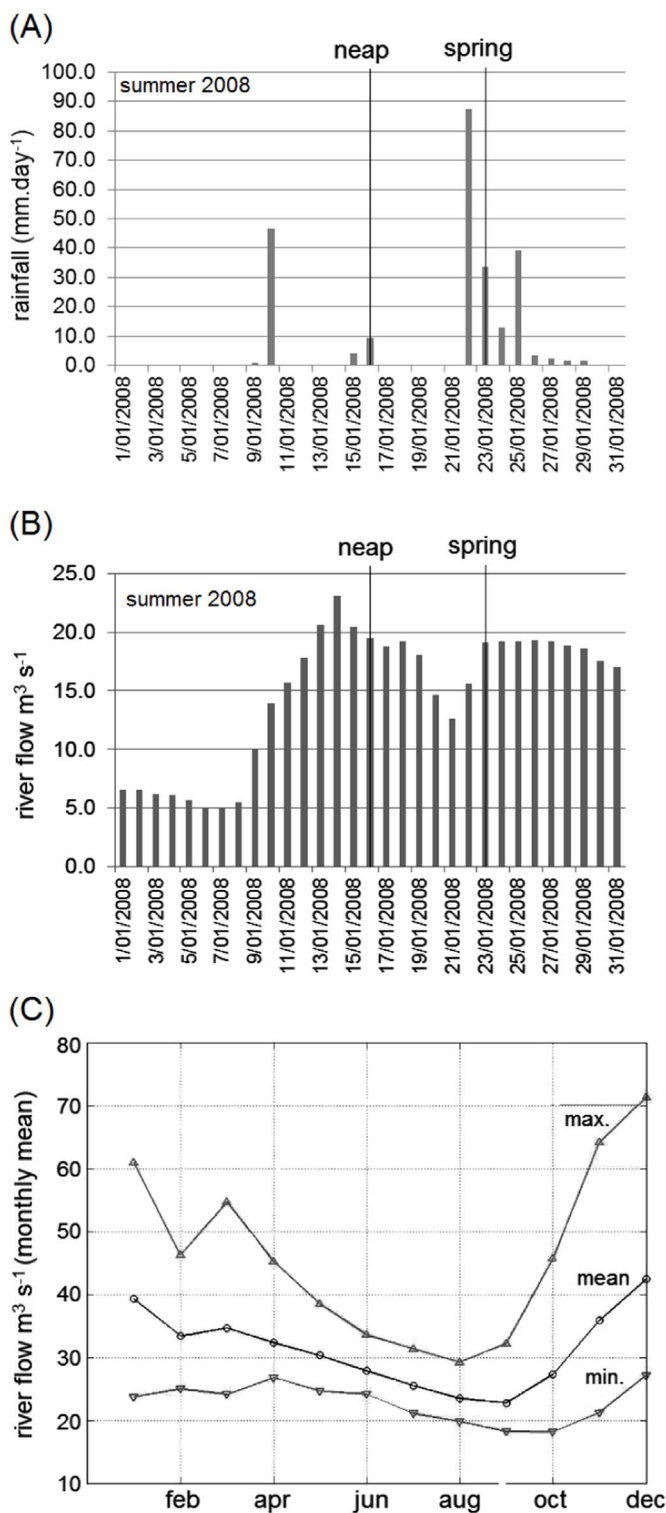 (A)
neap spring
summer 2008
rainfall (mm.day-1)
100.0
90.0
80.0
70.0
60.0
50.0
40.0
30.0
20.0
10.0
0.0
1/01/2008 3/01/2008 5/01/2008 7/01/2008 9/01/2008 11/01/2008 13/01/2008 15/01/2008 17/01/2008 19/01/2008 21/01/2008 23/01/2008 25/01/2008 27/01/2008 29/01/2008 31/01/2008
(B)
neap spring
summer 2008
river flow m3 s-1
25.0
20.0
15.0
10.0
5.0
0.0
1/01/2008 3/01/2008 5/01/2008 7/01/2008 9/01/2008 11/01/2008 13/01/2008 15/01/2008 17/01/2008 19/01/2008 21/01/2008 23/01/2008 25/01/2008 27/01/2008 29/01/2008 31/01/2008
(C)
river flow m3 s-1 (monthly mean)
80
70
60
50
40
30
20
10
max.
mean
min.
feb apr jun aug oct dec